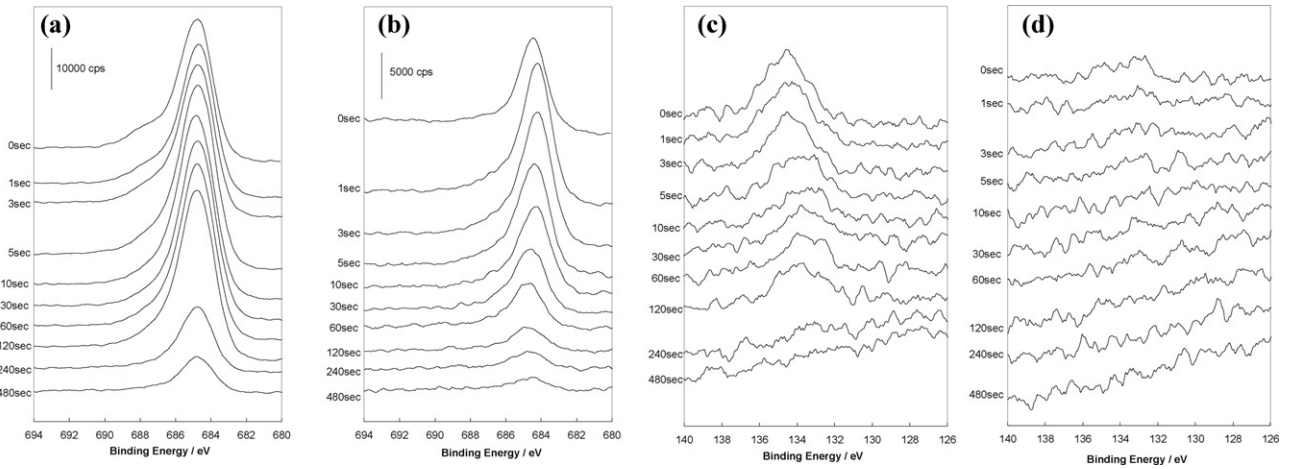 (a)
10000 cps
0sec
1sec
3sec
5sec
10sec
30sec
60sec
120sec
240sec
480sec
694 692 690 688 686 684 682 680
Binding Energy / eV
(b)
5000 cps
0sec
1sec
3sec
5sec
10sec
30sec
60sec
120sec
240sec
480sec
694 692 690 688 686 684 682 680
Binding Energy / eV
(c)
0sec
1sec
3sec
5sec
10sec
30sec
60sec
120sec
240sec
480sec
140 138 136 134 132 130 128 126
Binding Energy / eV
(d)
0sec
1sec
3sec
5sec
10sec
30sec
60sec
120sec
240sec
480sec
140 138 136 134 132 130 128 126
Binding Energy / eV